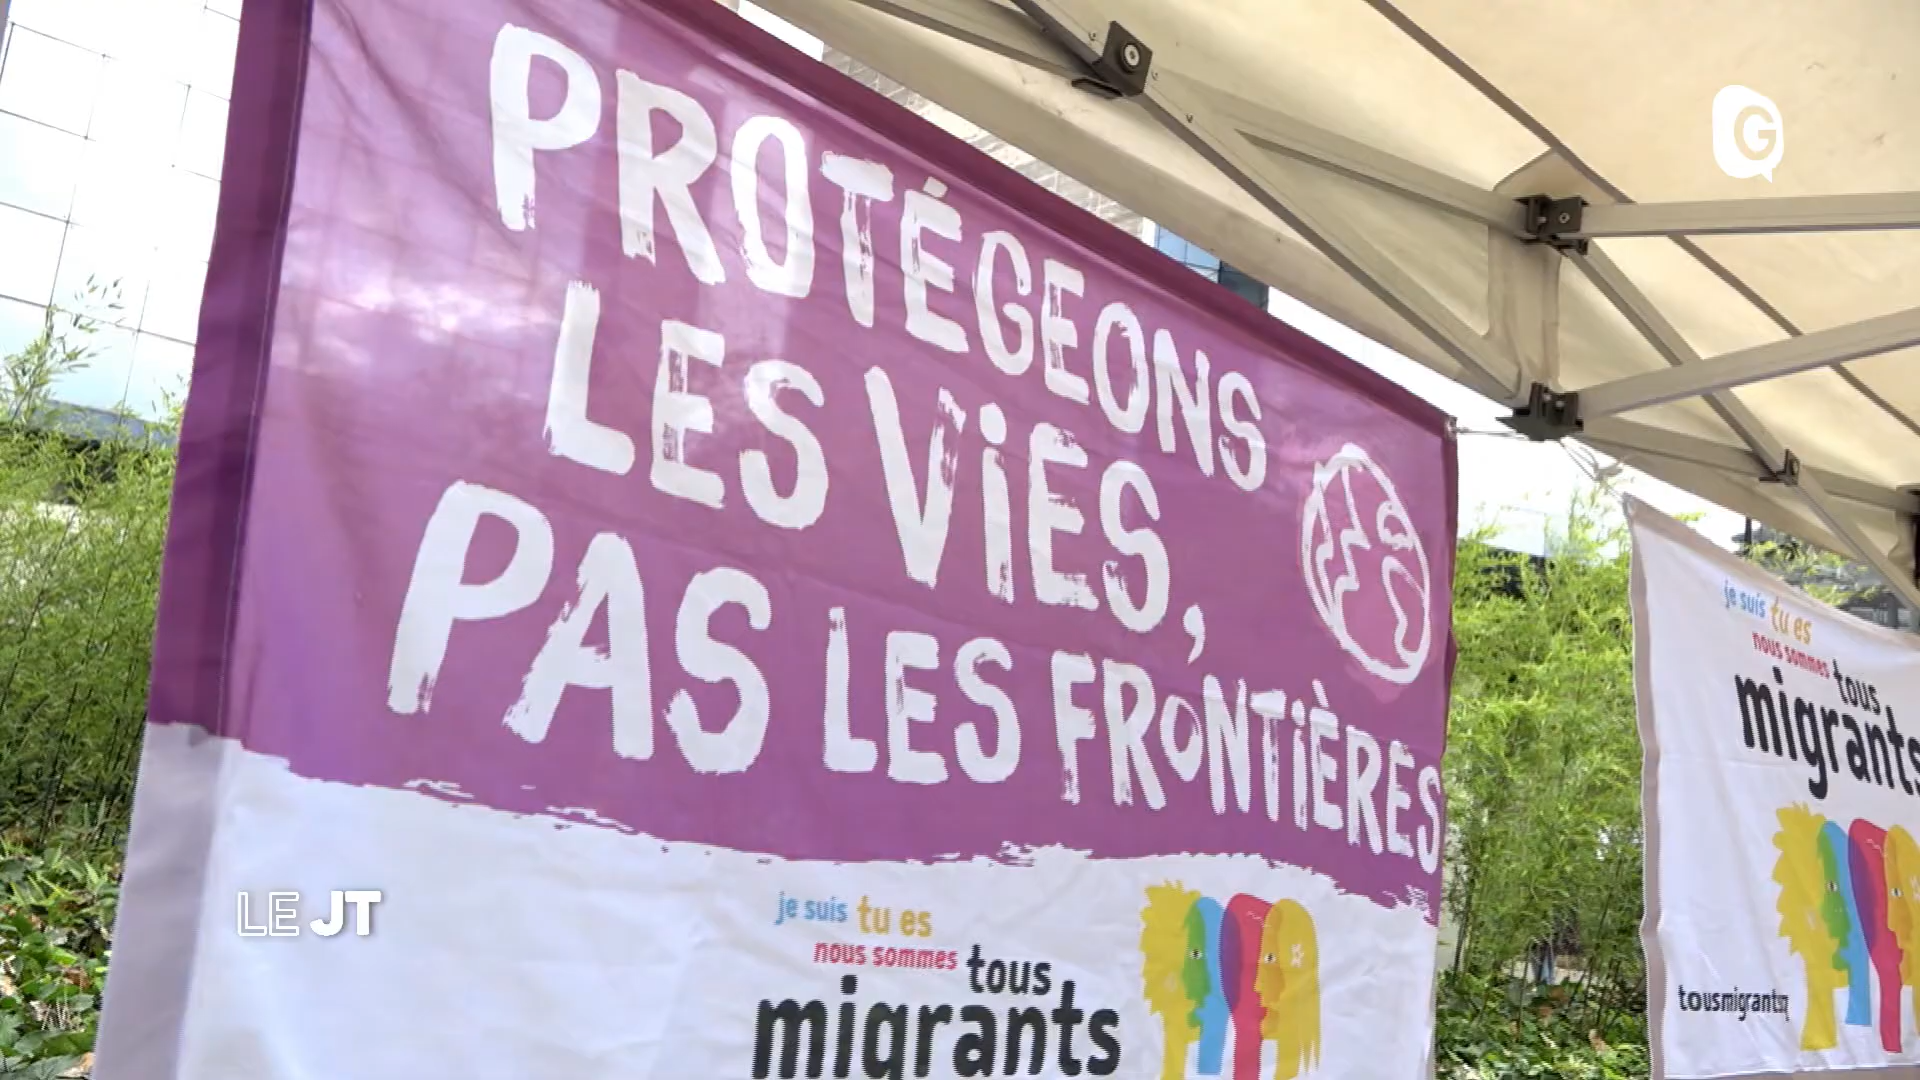 G
PROTÉGEONS
LES ViES,
PAS LES FRONTiÈRES
je suis tu es
nous sommes tous
migrants
je suis tu es
nous sommes tous
migrants
LE JT